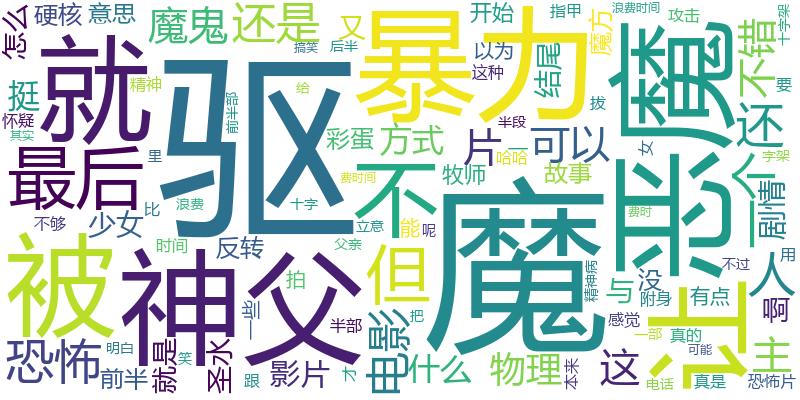 怎么
硬核
意思
魔鬼
还是
又
开始
指甲
浪费时间
攻击
十字架
挺
就
驱
搞笑
后半
暴力
以为
这种
结尾
魔方
恶魔
不错
怀疑
其实
精神
前半部
给
彩蛋
方式
片
半段
一
哈哈
拔
可以
女
还
要
最后
里
费时间
不
牧师
故事
一个
字架
剧情
不够
少女
比
浪费
十字
立意
能
呢
魔
费时
被
神父
时间
反转
父亲
但
精神病
与
没
附身
有点
不过
人
用
让
恐怖
一些
拍
半部
电影
把
感觉
一部
真的
啊
主
明白
前半
就是
笑
圣水
跟
影片
才
什么
物理
本来
这
电话
真是
可能
恐怖片